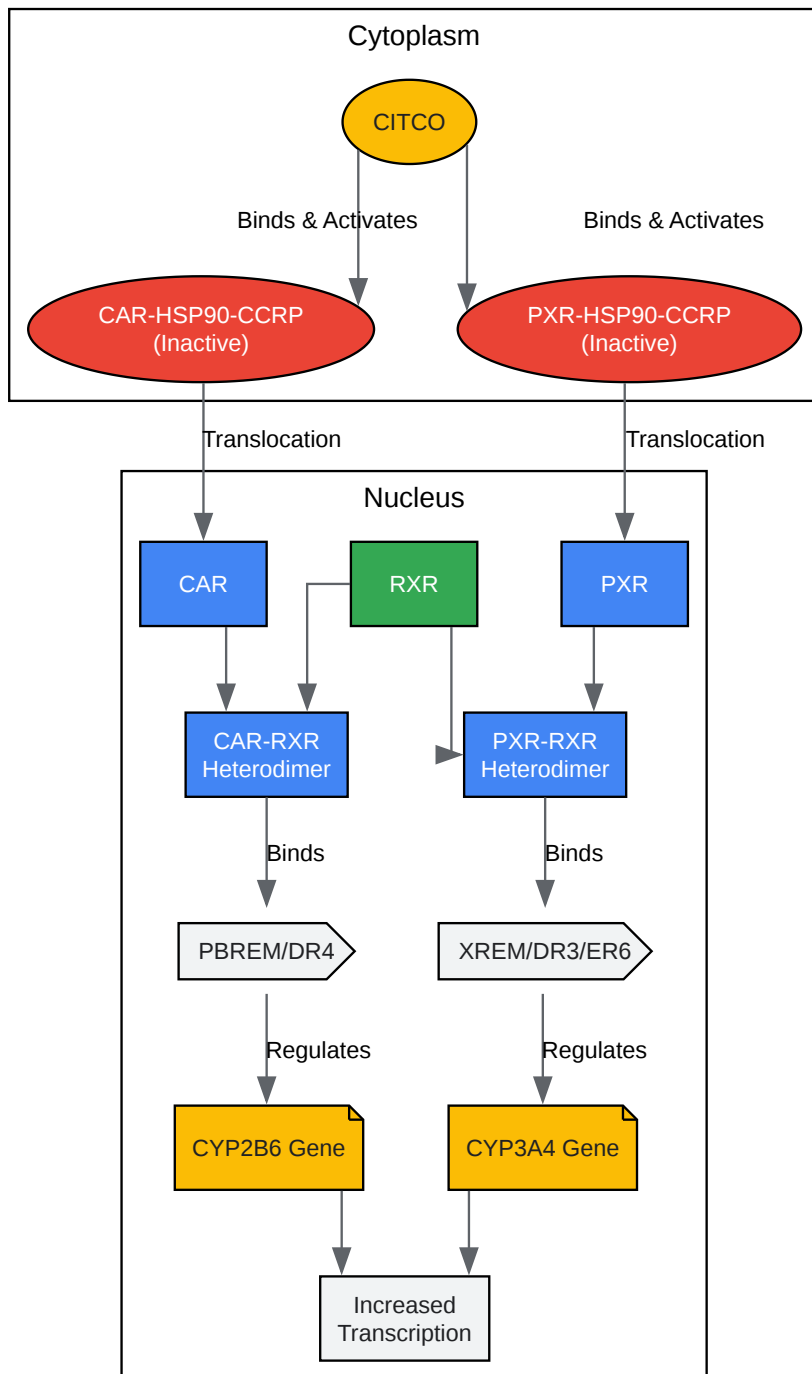 Cytoplasm
CITCO
Binds & Activates
Binds & Activates
CAR-HSP90-CCRP
(Inactive)
PXR-HSP90-CCRP
(Inactive)
Translocation
Translocation
Nucleus
CAR
RXR
PXR
CAR-RXR
Heterodimer
PXR-RXR
Heterodimer
Binds
Binds
PBREM/DR4
XREM/DR3/ER6
Regulates
Regulates
CYP2B6 Gene
CYP3A4 Gene
Increased
Transcription